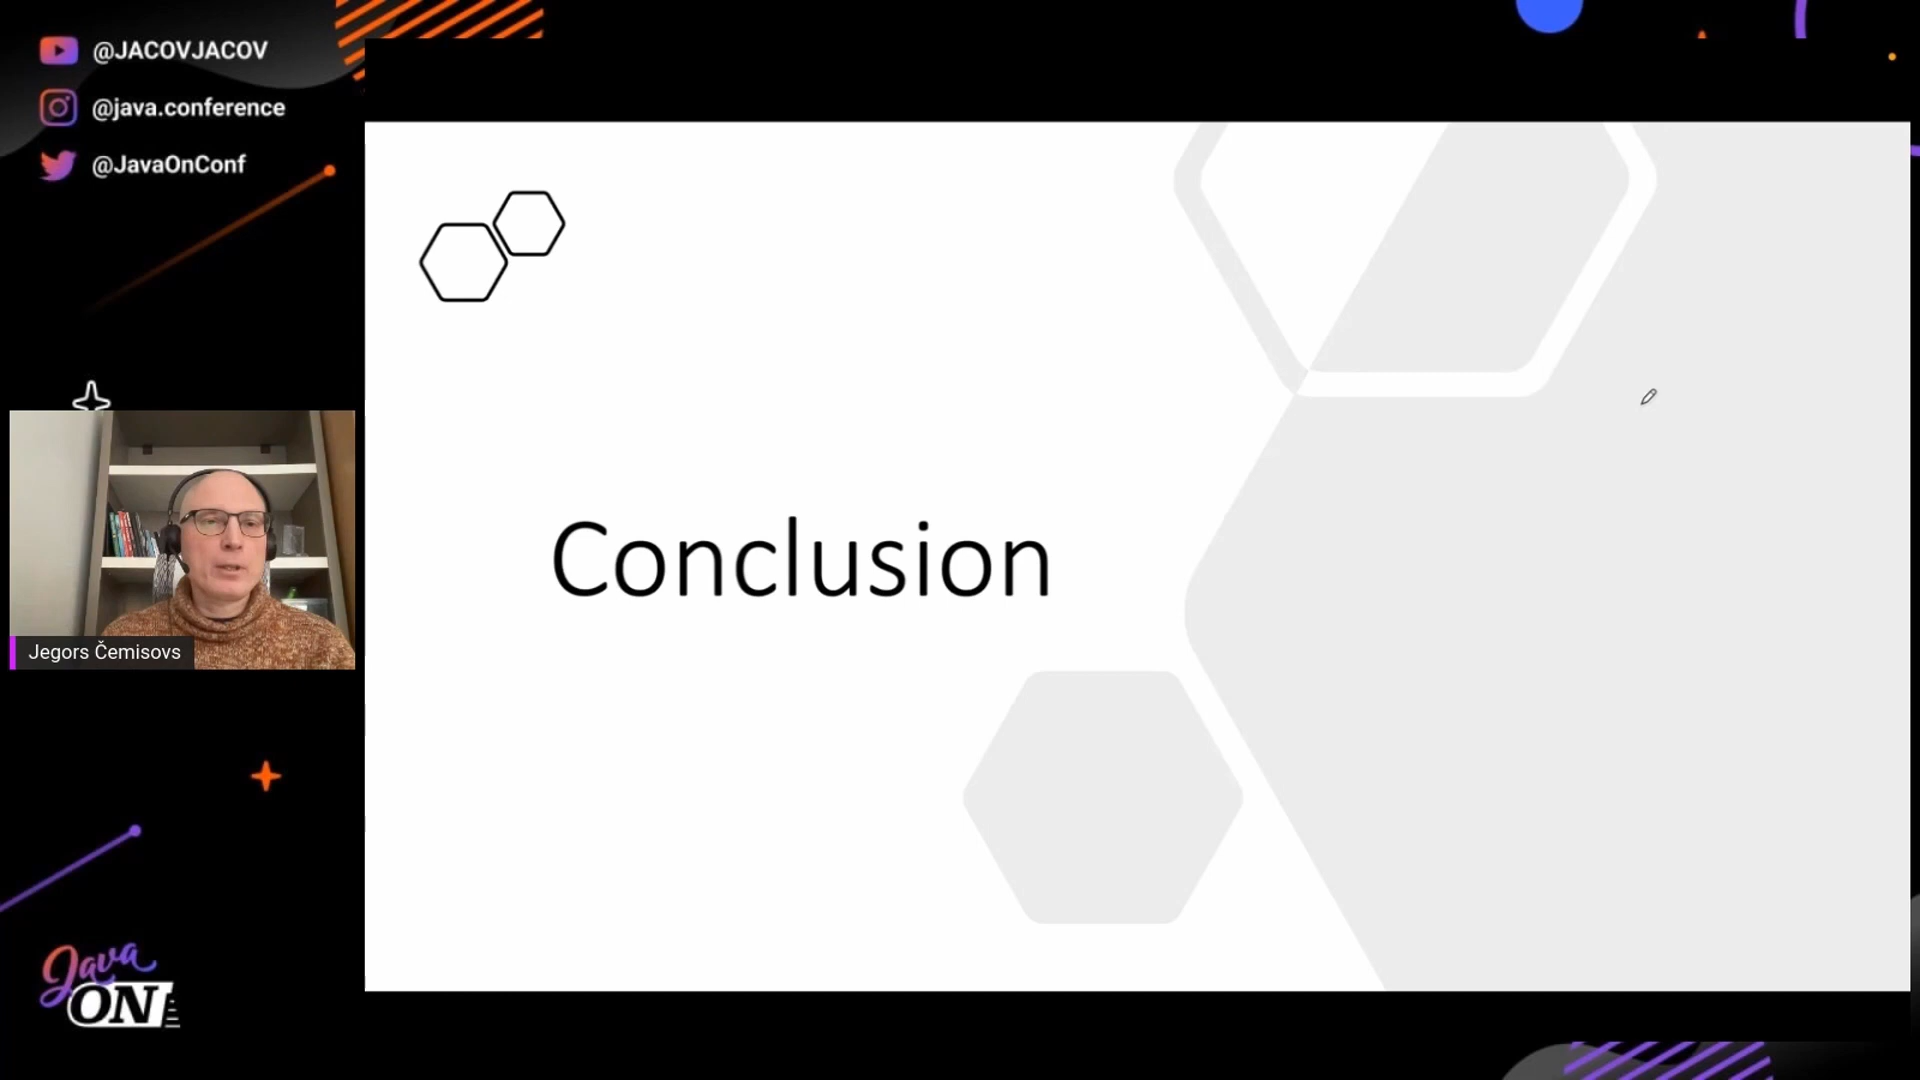 @JACOVJACOV
@java.conference
@JavaOnConf
Conclusion
Jegors Čemisovs
Java
ON